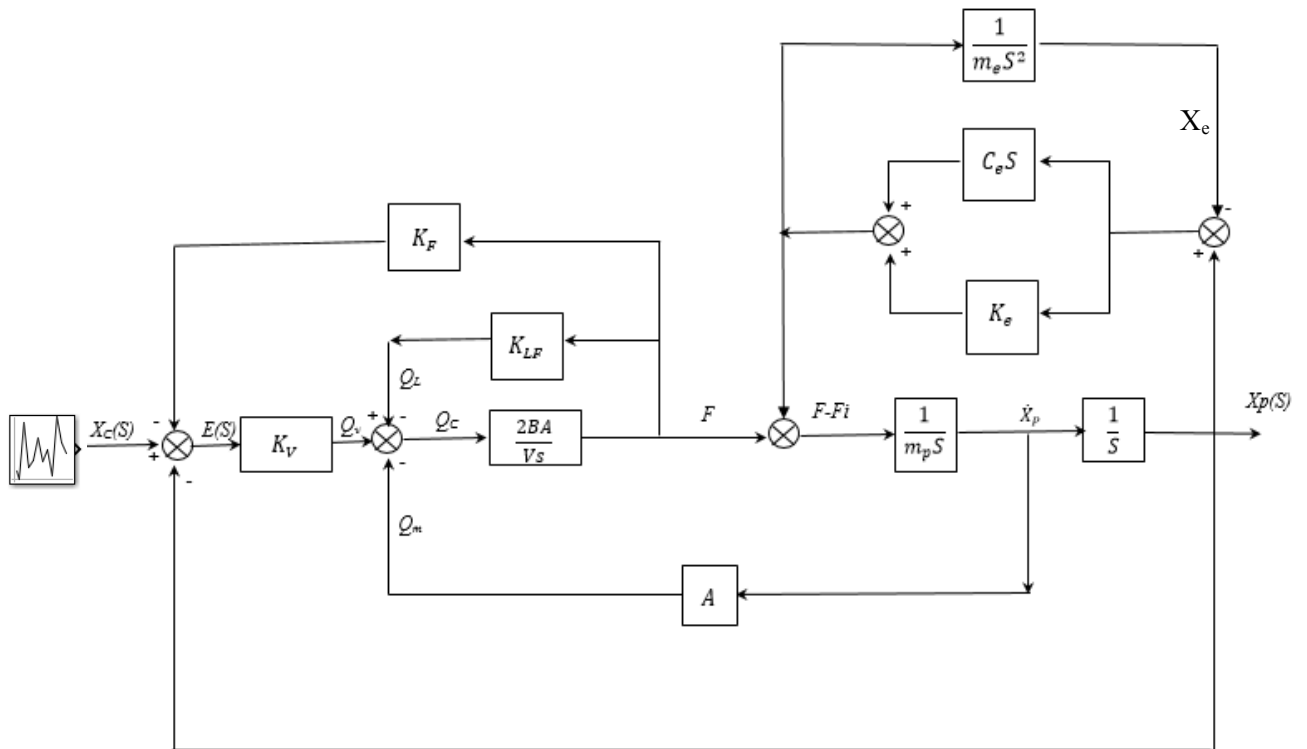 1
mₑS²
Xₑ
CₑS
+
-
K_F
+
+
Kₑ
K_LF
Q_L
- X_C(S) + -
E(S)
K_V
Q_v
+ - -
Q_C
2BA
Vs
F
F-Fi
1
m_pS
Ẋ_p
1
S
Xp(S)
Q_m
A
-